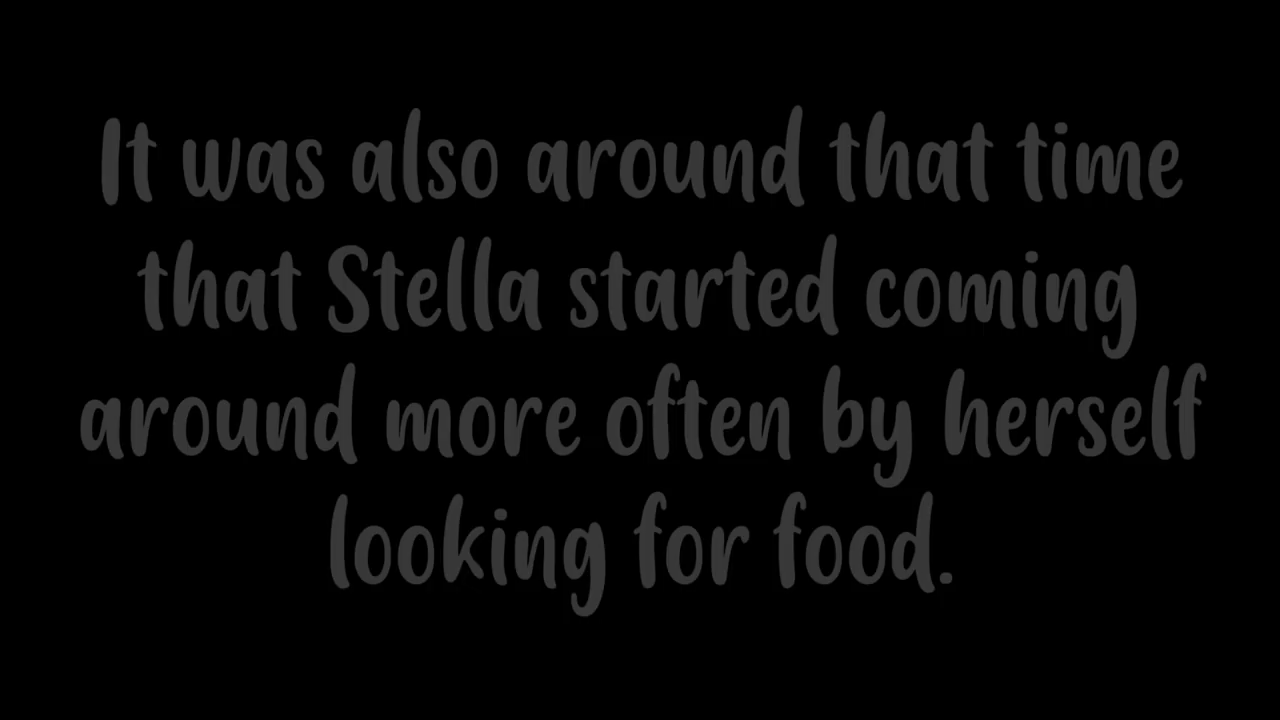 It was also around that time
that Stella started coming
around more often by herself
looking for food.